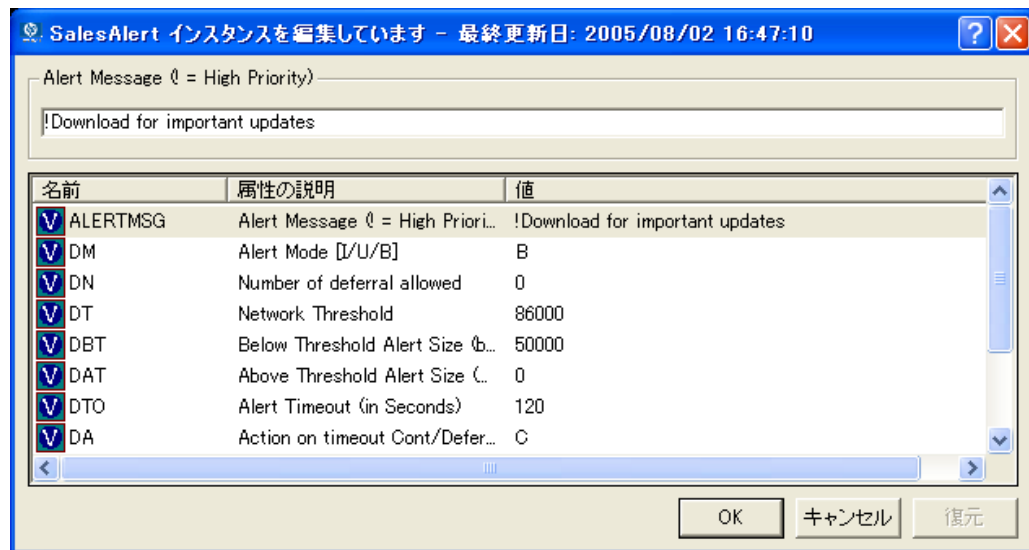 SalesAlert インスタンスを編集しています - 最終更新日: 2005/08/02 16:47:10
Alert Message (! = High Priority)
!Download for important updates
名前 属性の説明 値
V ALERTMSG Alert Message (! = High Priori... !Download for important updates
V DM Alert Mode [I/U/B] B
V DN Number of deferral allowed 0
V DT Network Threshold 86000
V DBT Below Threshold Alert Size (b... 50000
V DAT Above Threshold Alert Size (... 0
V DTO Alert Timeout (in Seconds) 120
V DA Action on timeout Cont/Defer... C
OK キャンセル 復元